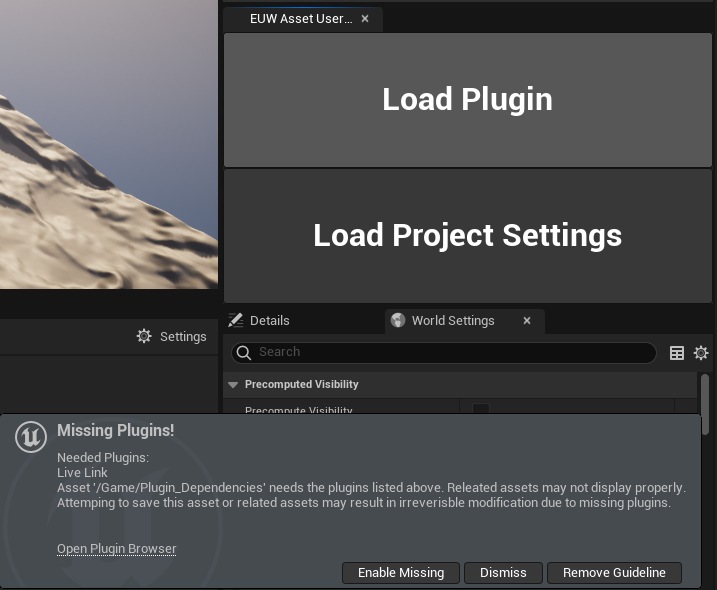 EUW Asset User...
Load Plugin
Load Project Settings
Details
World Settings
Settings
Search
Precomputed Visibility
Precompute Visibility
Missing Plugins!
Needed Plugins:
Live Link
Asset '/Game/Plugin_Dependencies' needs the plugins listed above. Releated assets may not display properly.
Attemping to save this asset or related assets may result in irreverisble modification due to missing plugins.
Open Plugin Browser
Enable Missing
Dismiss
Remove Guideline